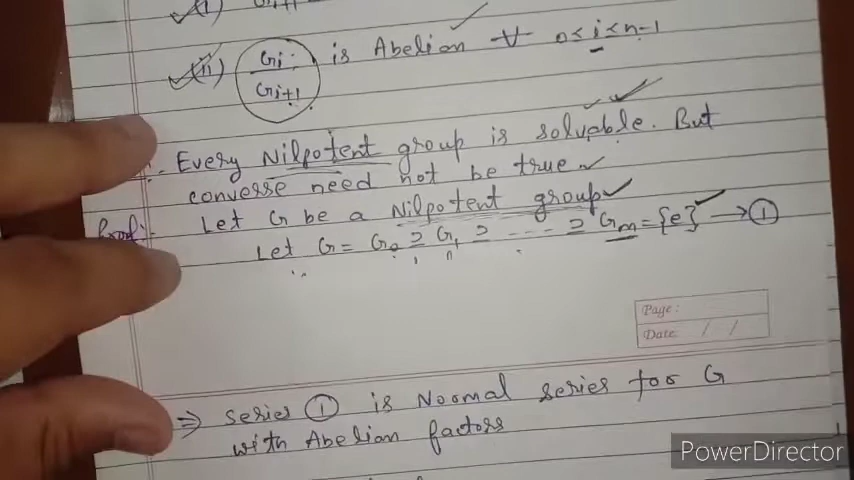 (ii) Gi / Gi+1 is Abelian ∀ 0<i<n-1
:- Every Nilpotent group is solvable. But
converse need not be true
Proof:- Let G be a Nilpotent group
Let G = G0 ⊇ G1 ⊇ ---- ⊇ Gm = {e} → ①
Page:
Date: / /
⇒ series ① is Normal series for G
with Abelian factors
PowerDirector